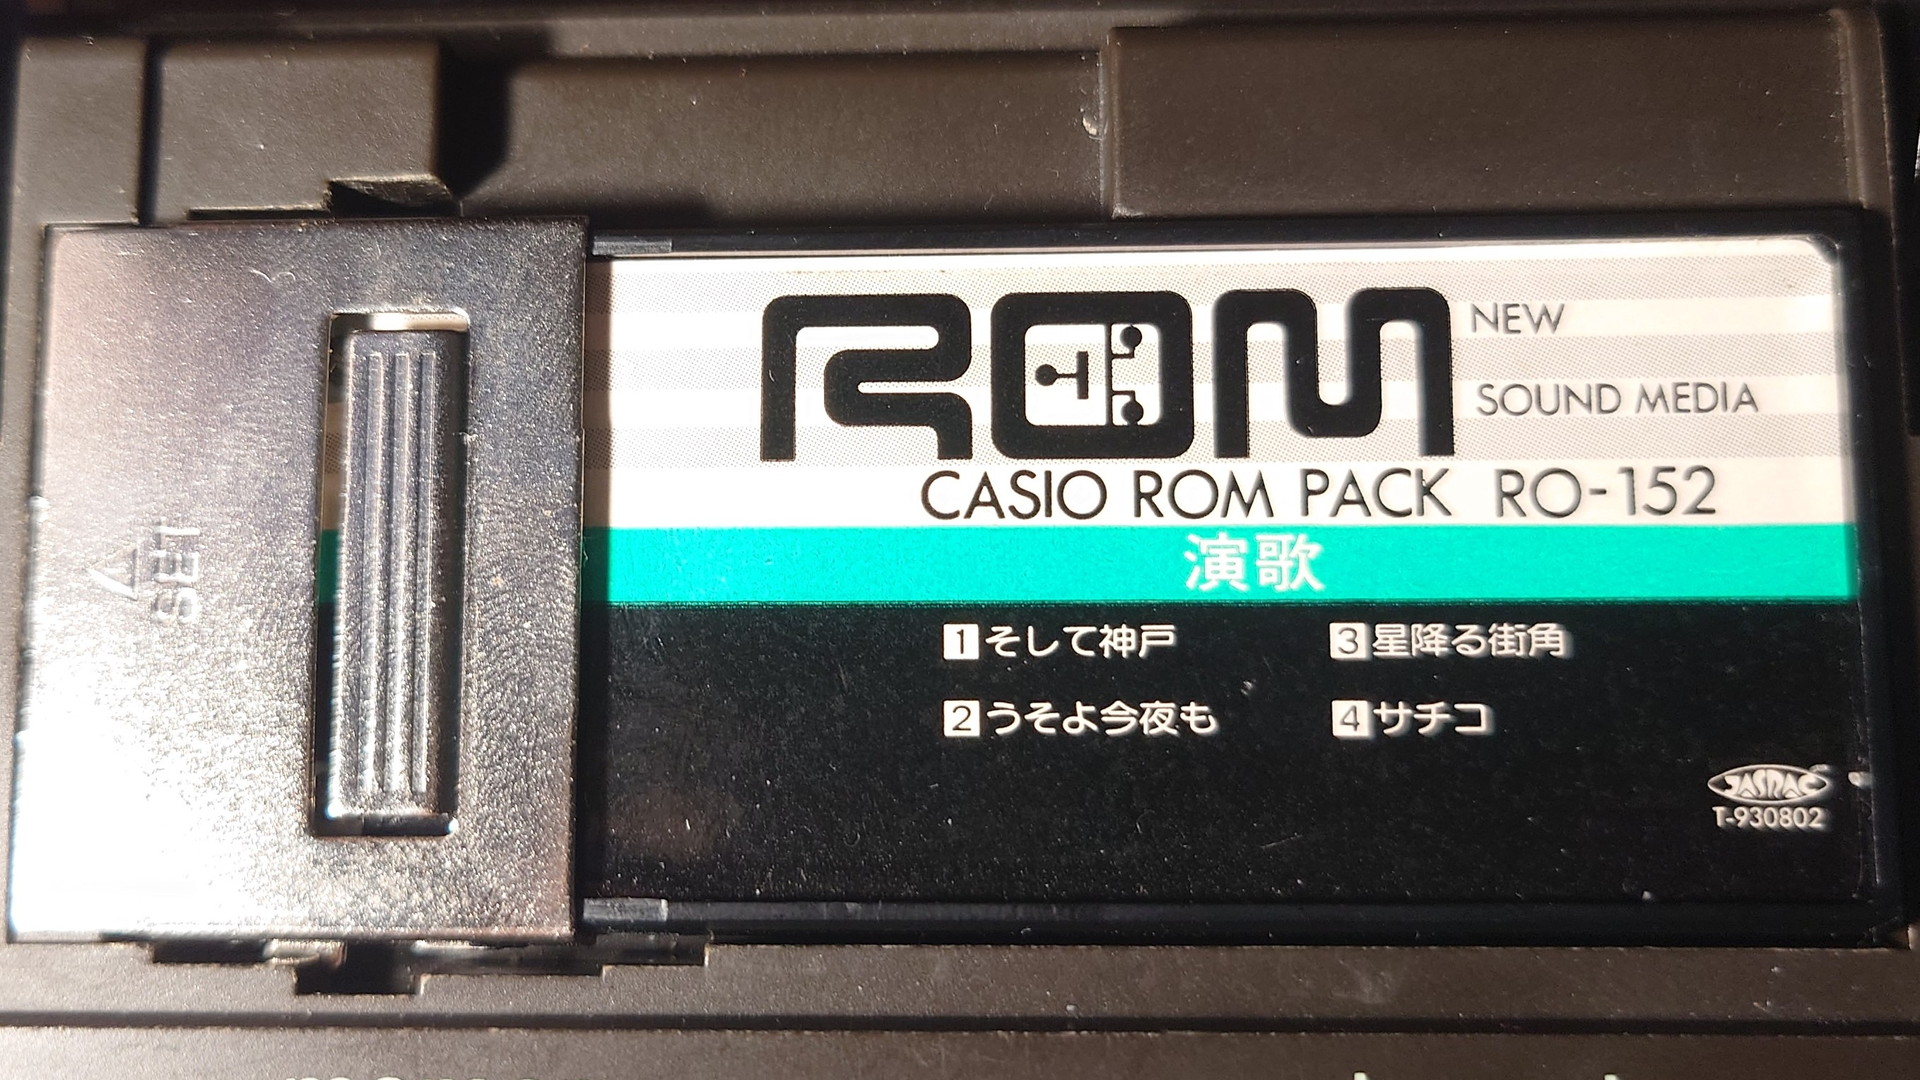 SET
ROM
NEW
SOUND MEDIA
CASIO ROM PACK RO-152
演歌
1 そして神戸
2 うそよ今夜も
3 星降る街角
4 サチコ
JASRAC
T-930802